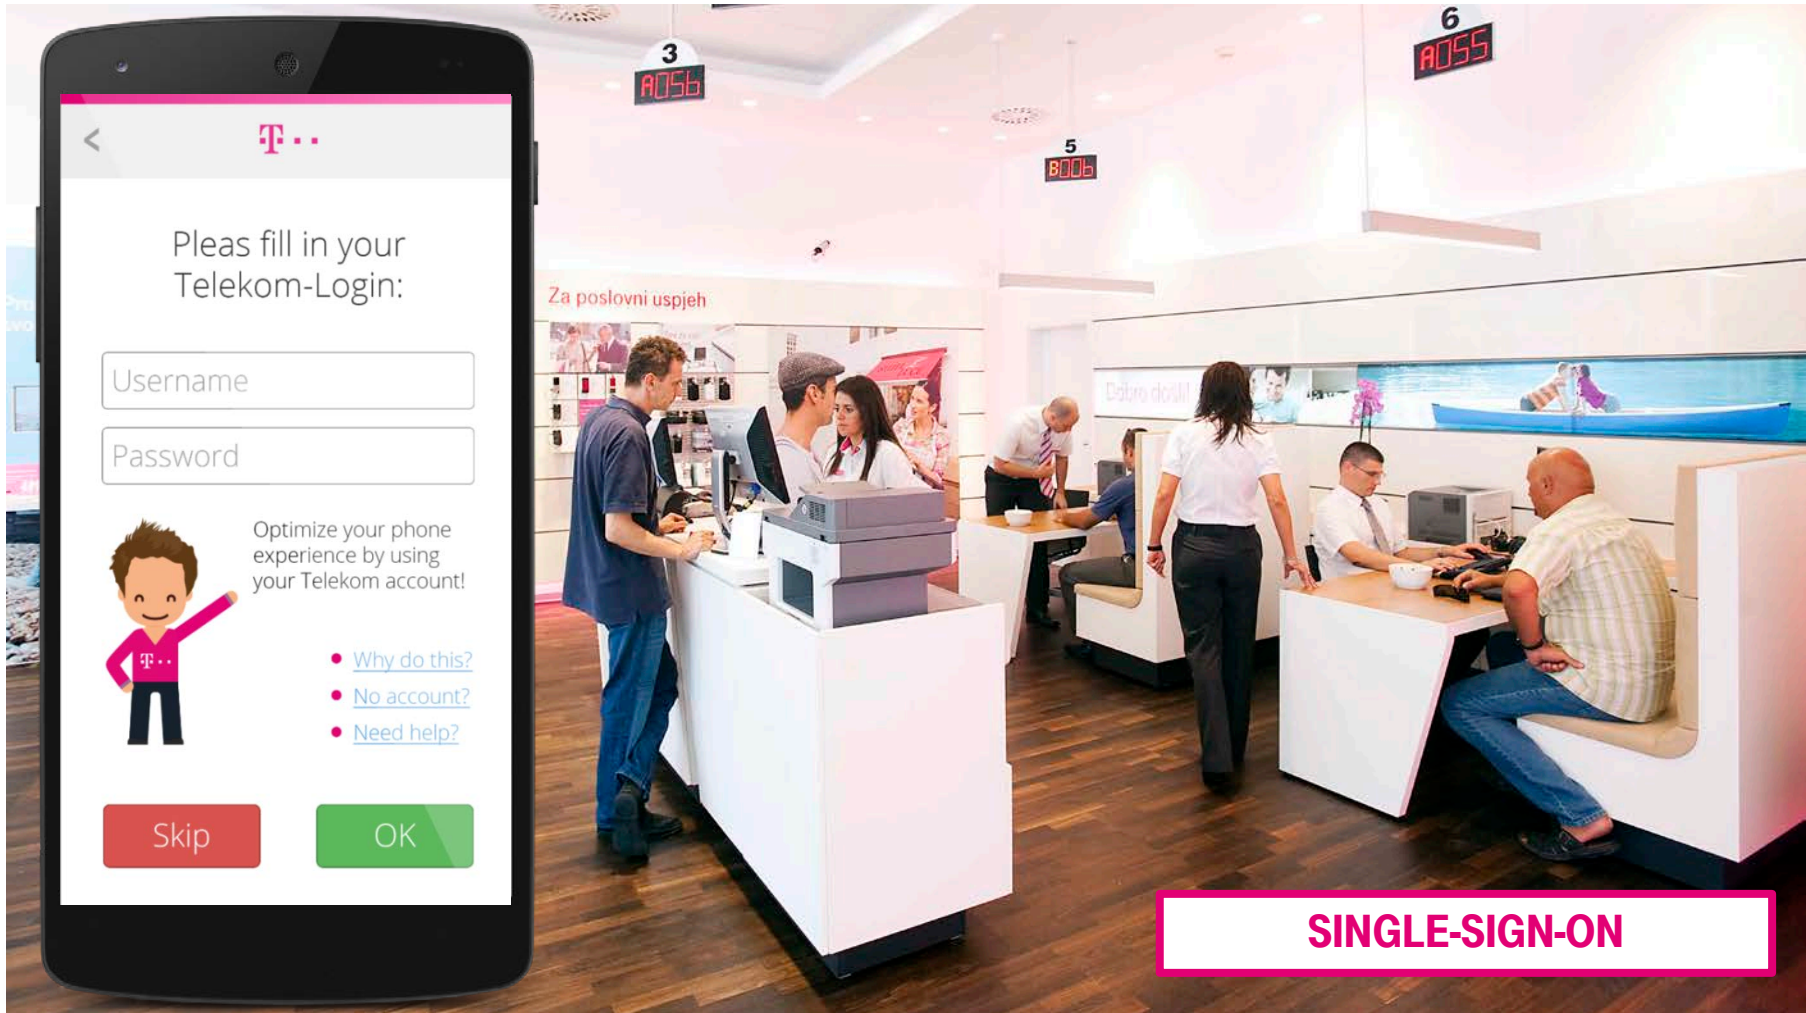 Pleas fill in your
Telekom-Login:
Username
Password
Optimize your phone
experience by using
your Telekom account!
T
Why do this?
No account?
Need help?
Skip
OK
3
A056
5
B006
6
A055
Za poslovni uspjeh
Dobro došli!
SINGLE-SIGN-ON